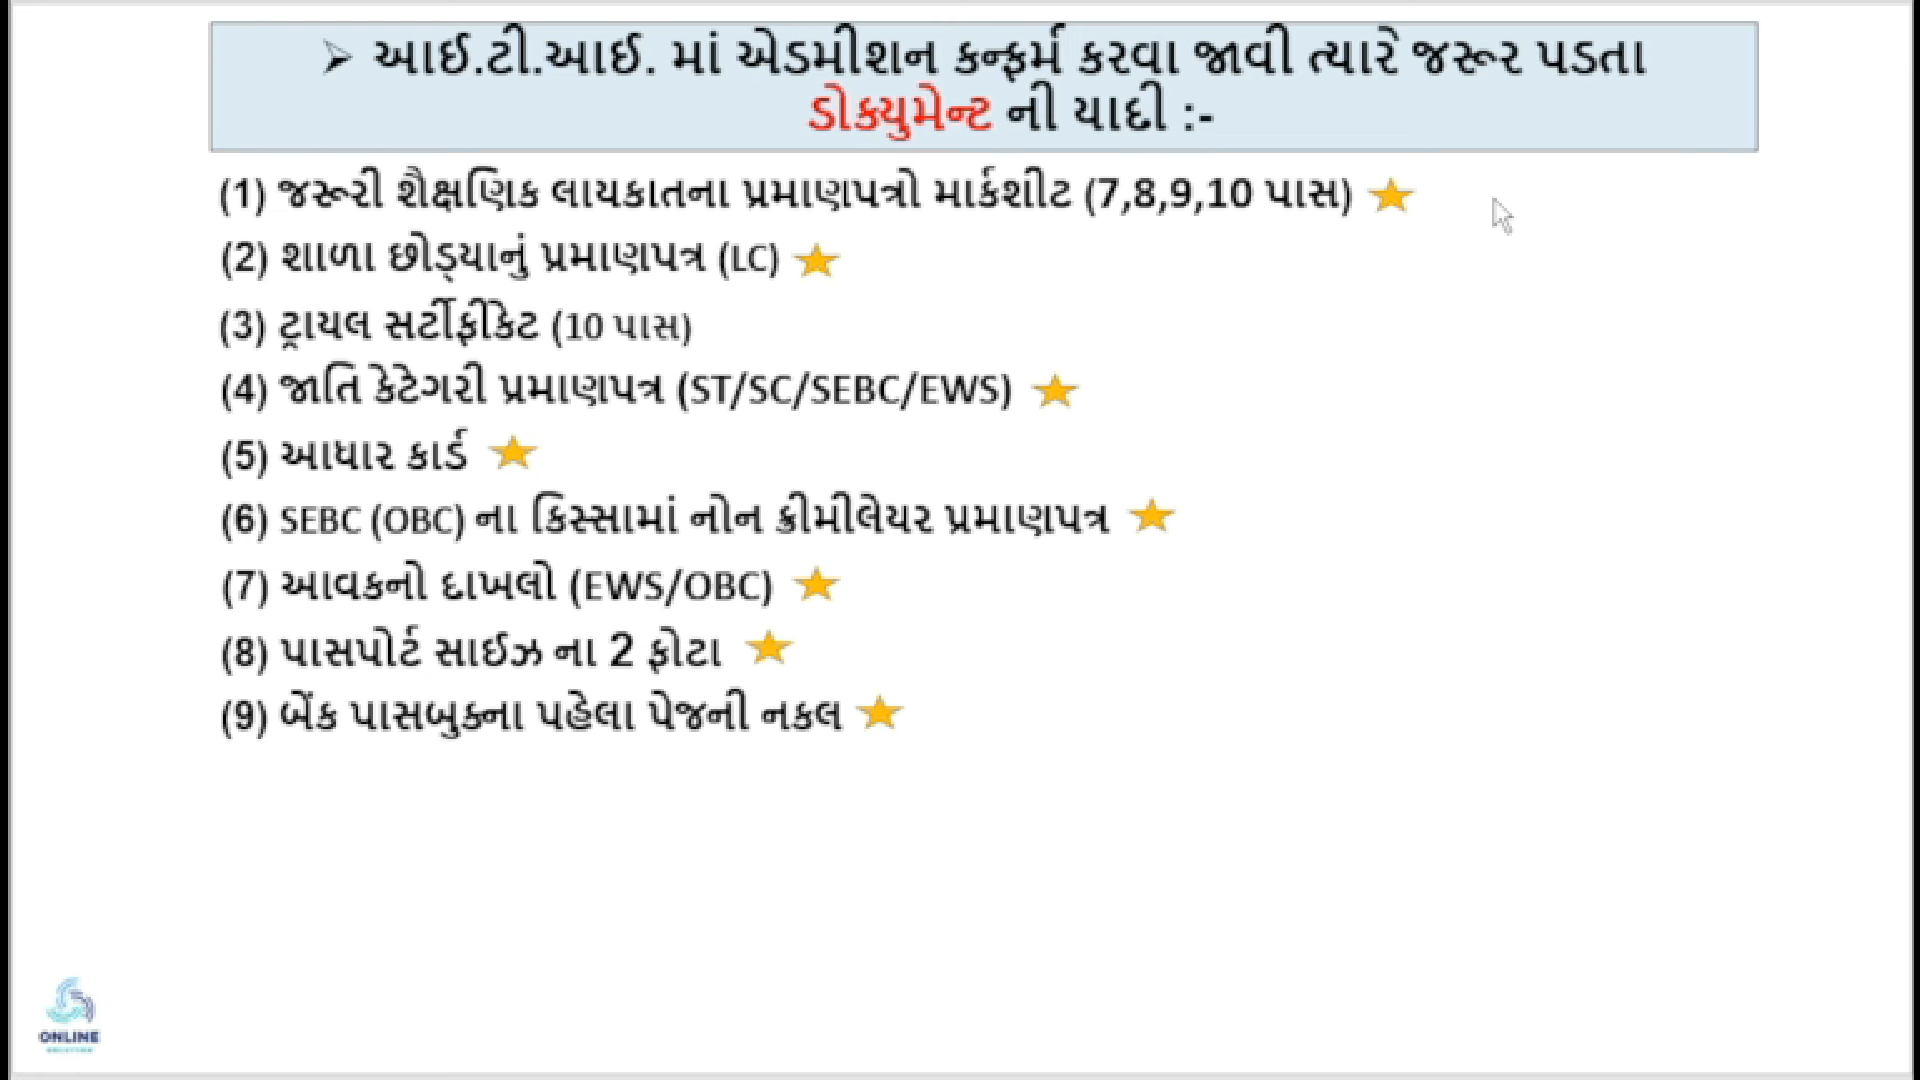 ➢ આઈ.ટી.આઈ. માં એડમીશન કન્ફર્મ કરવા જાવી ત્યારે જરૂર પડતા
ડોક્યુમેન્ટ ની યાદી :-
(1) જરૂરી શૈક્ષણિક લાયકાતના પ્રમાણપત્રો માર્કશીટ (7,8,9,10 પાસ)
(2) શાળા છોડ્યાનું પ્રમાણપત્ર (LC)
(3) ટ્રાયલ સર્ટીફીકેટ (10 પાસ)
(4) જાતિ કેટેગરી પ્રમાણપત્ર (ST/SC/SEBC/EWS)
(5) આધાર કાર્ડ
(6) SEBC (OBC) ના કિસ્સામાં નોન ક્રીમીલેયર પ્રમાણપત્ર
(7) આવકનો દાખલો (EWS/OBC)
(8) પાસપોર્ટ સાઈઝ ના 2 ફોટા
(9) બેંક પાસબુકના પહેલા પેજની નકલ
ONLINE